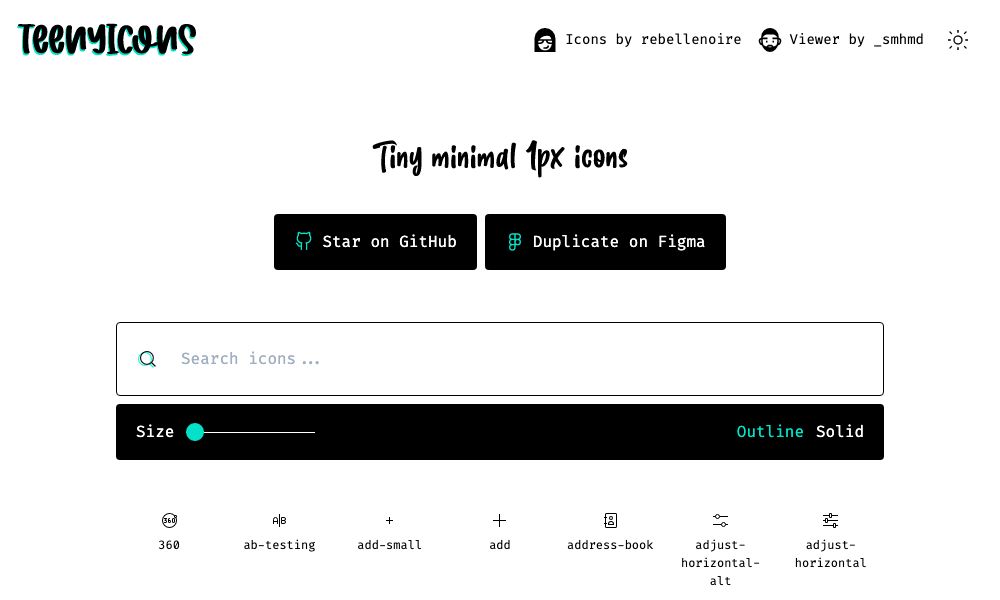 TEENYICONS
Icons by rebellenoire
Viewer by _smhmd
Tiny minimal 1px icons
Star on GitHub
Duplicate on Figma
Search icons...
Size
Outline Solid
360
A|B
360
ab-testing
add-small
add
address-book
adjust-
horizontal-
alt
adjust-
horizontal